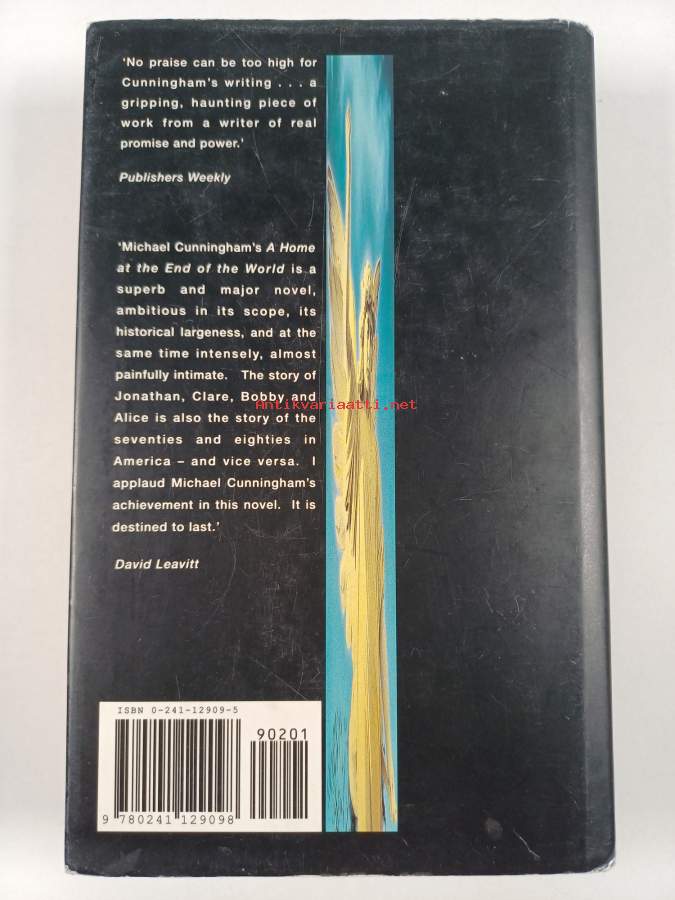 'No praise can be too high for
Cunningham's writing . . . a
gripping, haunting piece of
work from a writer of real
promise and power.'
Publishers Weekly
'Michael Cunningham's A Home
at the End of the World is a
superb and major novel,
ambitious in its scope, its
historical largeness, and at the
same time intensely, almost
painfully intimate. The story of
Jonathan, Clare, Bobby and
Alice is also the story of the
seventies and eighties in
America – and vice versa. I
applaud Michael Cunningham's
achievement in this novel. It is
destined to last.'
David Leavitt
Antikvariaatti.net
ISBN 0-241-12909-5
90201
9 780241 129098